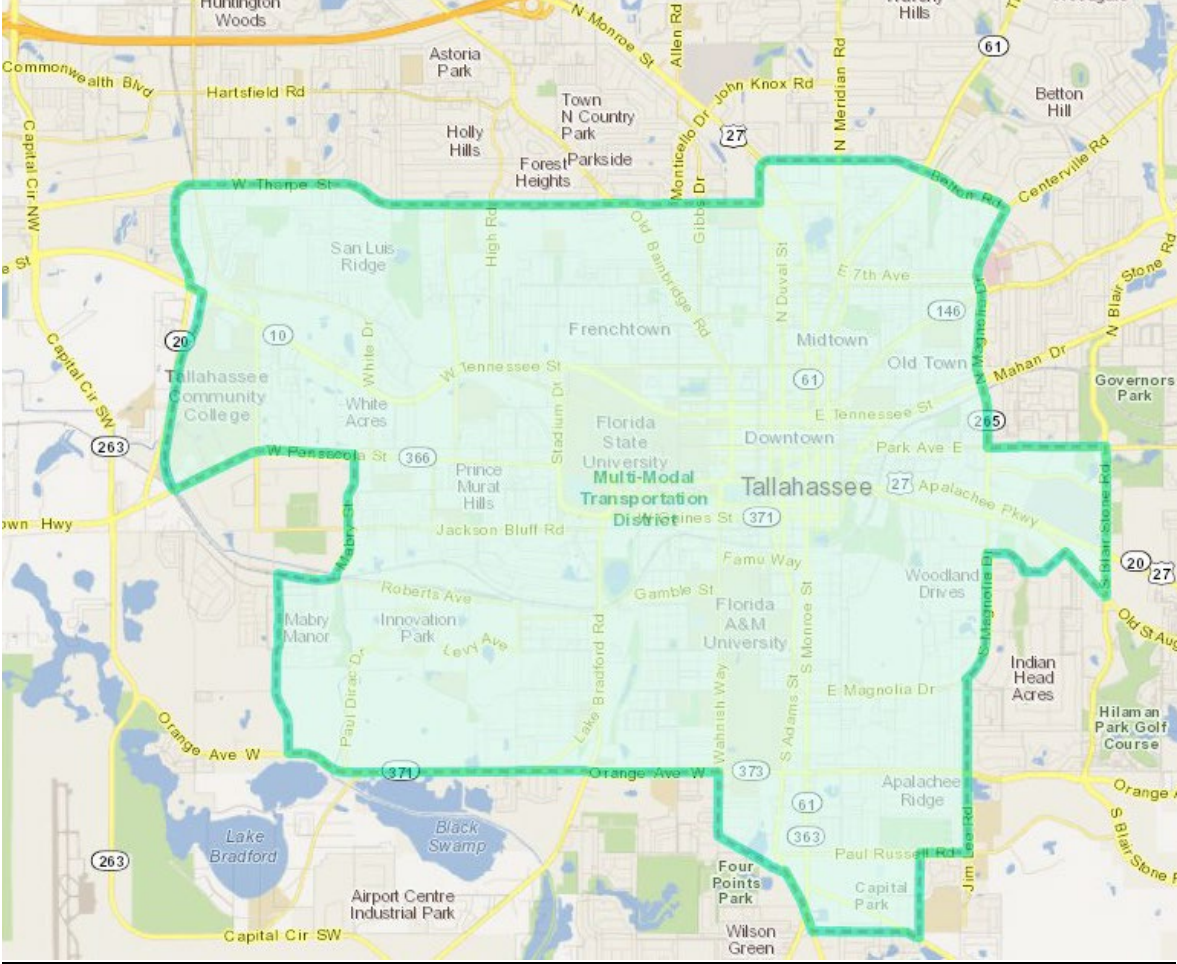 Huntington
Woods
Hills
N Monroe St
Allen Rd
N Meridian Rd
61
Commonwealth Blvd
Hartsfield Rd
Astoria
Park
John Knox Rd
Betton
Hill
Town
N Country
Park
Holly
Hills
Monticello Dr
27
Capital Cir NW
Forest
Heights
Parkside
Centerville Rd
W Tharpe St
Gibbs Dr
Betton Rd
High Rd
Old Bainbridge Rd
San Luis
Ridge
N Duval St
E 7th Ave
N Blair Stone Rd
e St
N Magnolia Dr
146
Frenchtown
Midtown
20
10
White Dr
Old Town
Mahan Dr
W Tennessee St
61
Capital Cir SW
Tallahassee
Community
College
Stadium Dr
Governors
Park
White
Acres
E Tennessee St
265
Florida
State
University
Downtown
Park Ave E
263
W Pensacola St
366
Prince
Murat
Hills
Multi-Modal
Transportation
District
Tallahassee
27
Apalachee Pkwy
S Blair Stone Rd
W Gaines St
371
own Hwy
Jackson Bluff Rd
Mabry St
Famu Way
20
27
Woodland
Drives
S Magnolia Dr
Roberts Ave
Gamble St
Florida
A&M
University
S Monroe St
Old St Aug
Mabry
Manor
Innovation
Park
Levy Ave
Lake Bradford Rd
Indian
Head
Acres
Paul Dirac Dr
Wahnish Way
S Adams St
E Magnolia Dr
Hilaman
Park Golf
Course
Orange Ave W
371
Orange Ave W
373
Apalachee
Ridge
Orange A
61
S Blair Stone R
Lake
Bradford
Black
Swamp
363
Jim Lee Rd
263
Paul Russell Rd
Four
Points
Park
Airport Centre
Industrial Park
Capital
Park
Capital Cir SW
Wilson
Green